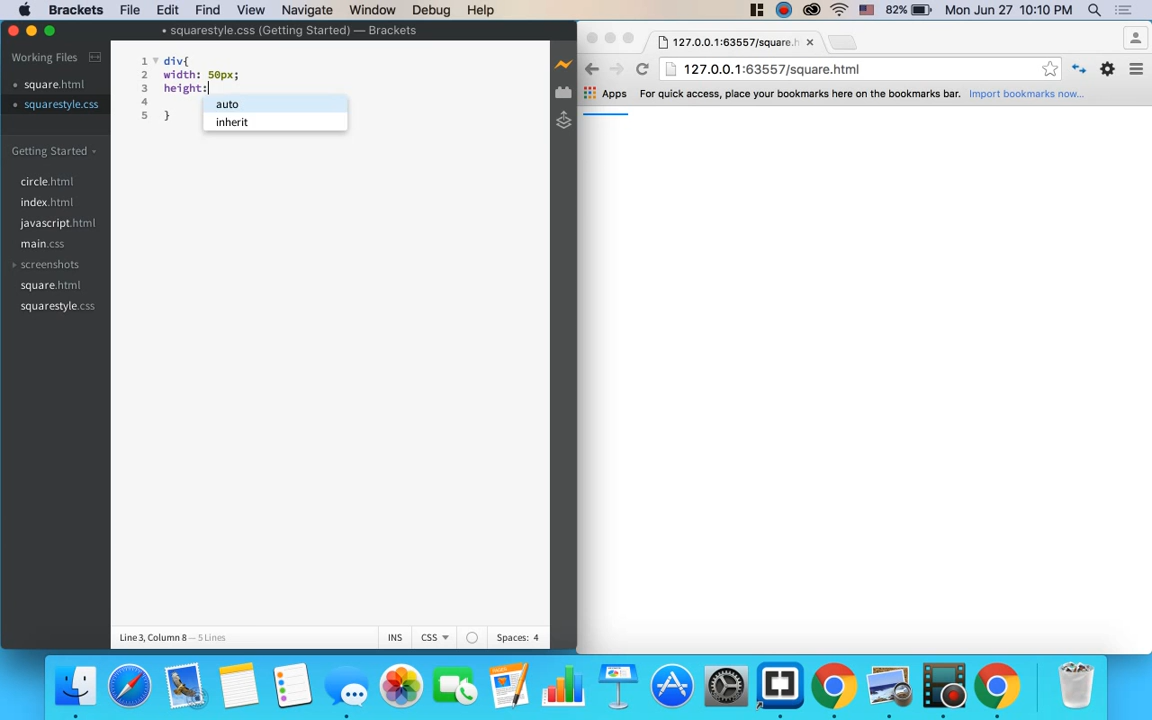 Brackets File Edit Find View Navigate Window Debug Help 82% Mon Jun 27 10:10 PM
• squarestyle.css (Getting Started) — Brackets
Working Files
square.html
squarestyle.css
Getting Started
circle.html
index.html
javascript.html
main.css
screenshots
square.html
squarestyle.css
1 div{
2 width: 50px;
3 height:
4
5 }
auto
inherit
Line 3, Column 8 — 5 Lines INS CSS Spaces: 4
127.0.0.1:63557/square.h
127.0.0.1:63557/square.html
Apps For quick access, place your bookmarks here on the bookmarks bar. Import bookmarks now...